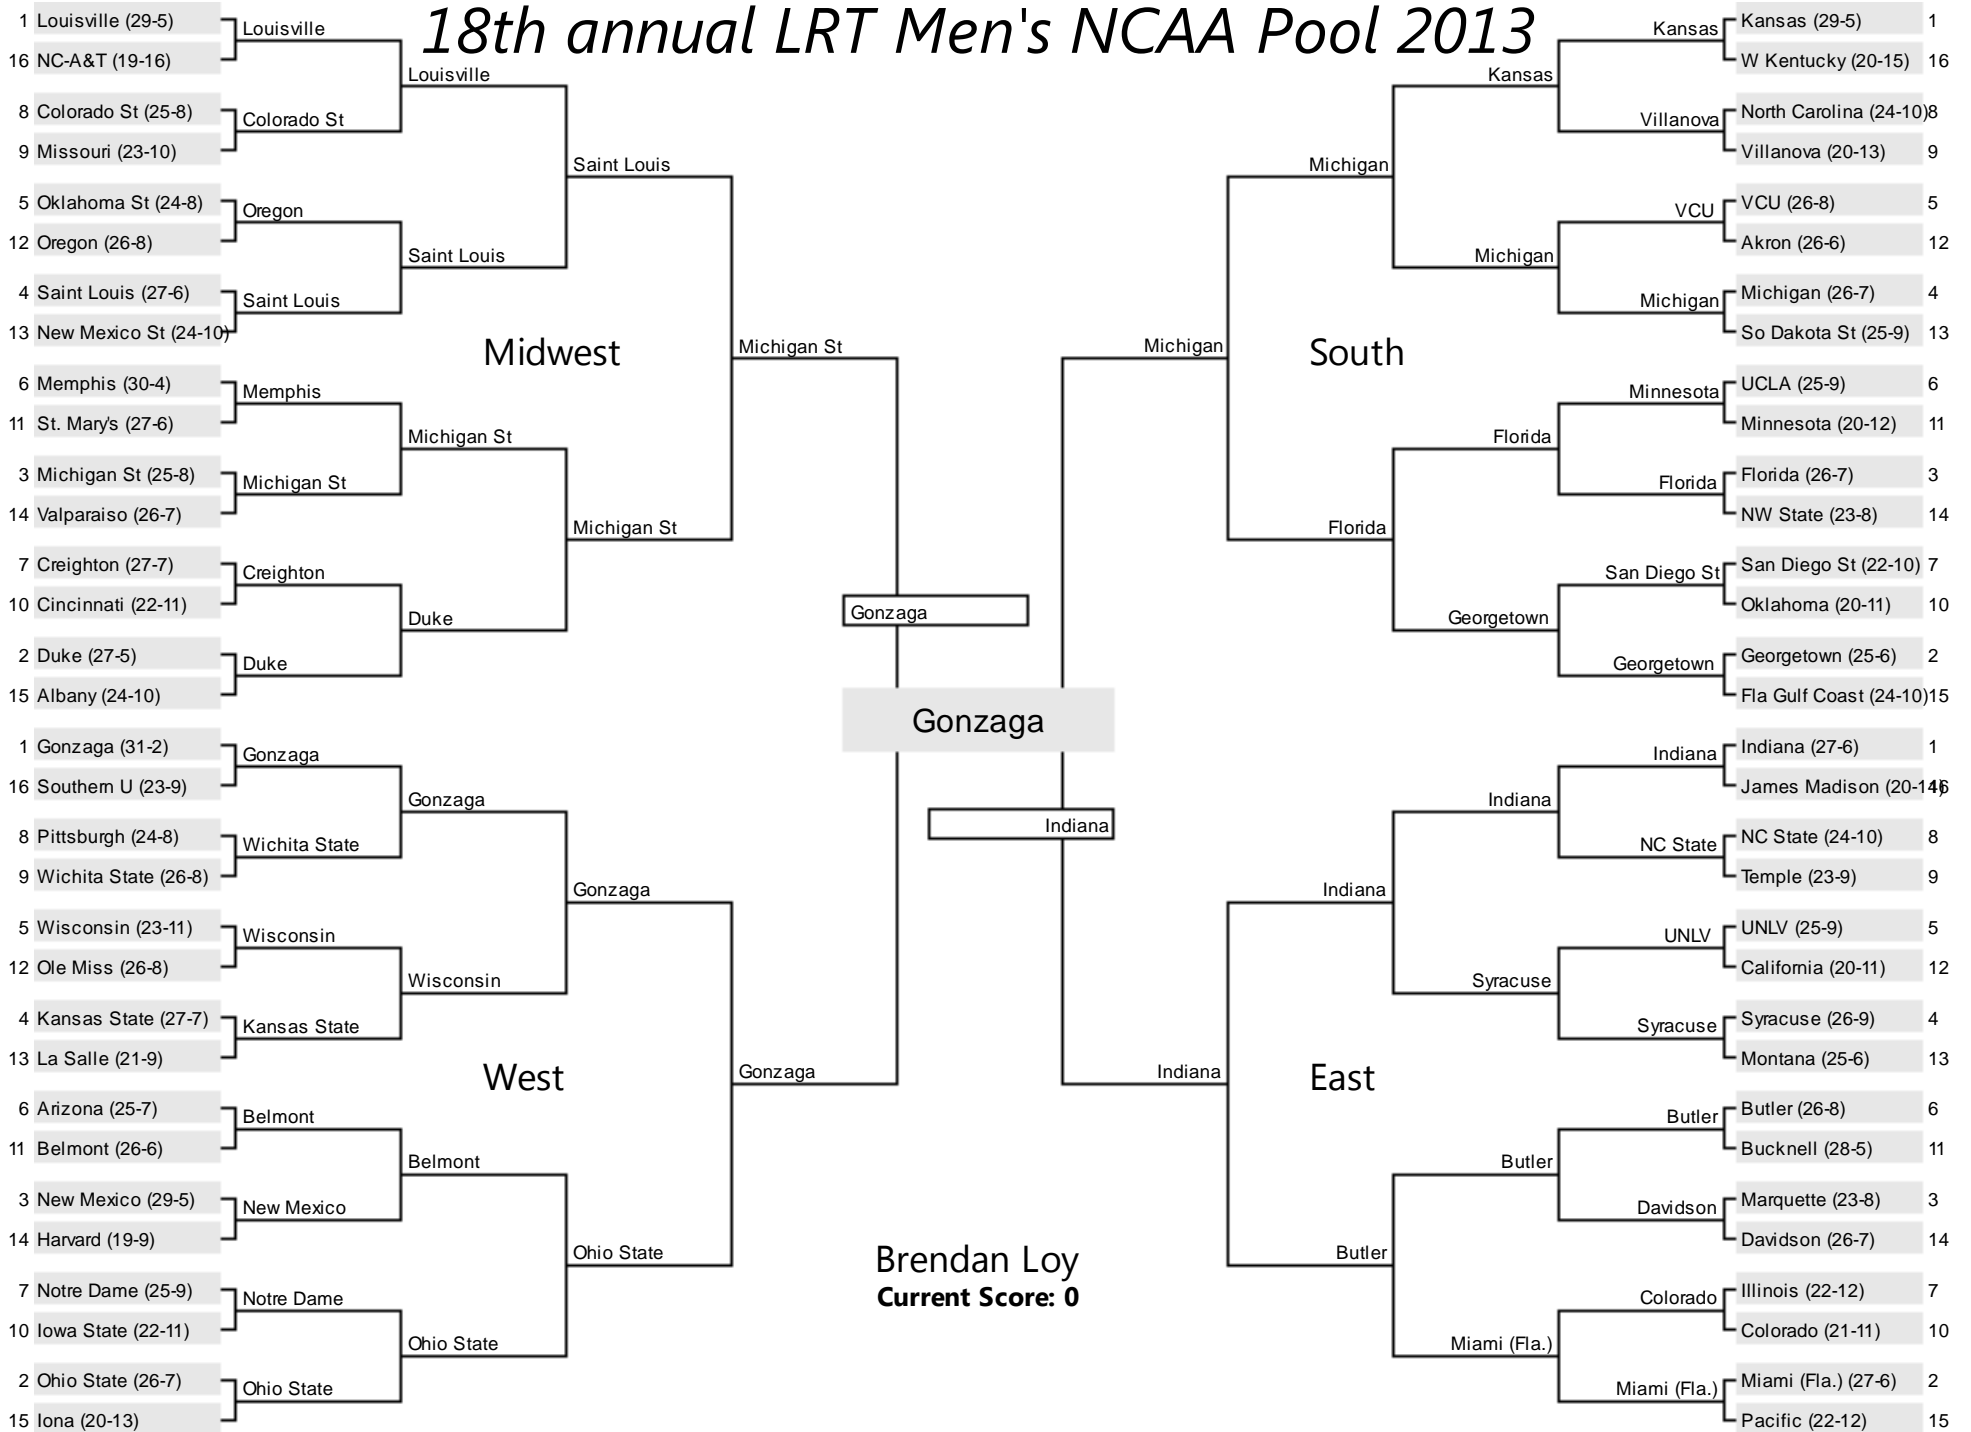 18th annual LRT Men's NCAA Pool 2013
1 Louisville (29-5)
16 NC-A&T (19-16)
8 Colorado St (25-8)
9 Missouri (23-10)
5 Oklahoma St (24-8)
12 Oregon (26-8)
4 Saint Louis (27-6)
13 New Mexico St (24-10)
6 Memphis (30-4)
11 St. Mary's (27-6)
3 Michigan St (25-8)
14 Valparaiso (26-7)
7 Creighton (27-7)
10 Cincinnati (22-11)
2 Duke (27-5)
15 Albany (24-10)
Louisville
Colorado St
Oregon
Saint Louis
Memphis
Michigan St
Creighton
Duke
Louisville
Saint Louis
Michigan St
Duke
Saint Louis
Michigan St
Michigan St
Midwest
1 Gonzaga (31-2)
16 Southern U (23-9)
8 Pittsburgh (24-8)
9 Wichita State (26-8)
5 Wisconsin (23-11)
12 Ole Miss (26-8)
4 Kansas State (27-7)
13 La Salle (21-9)
6 Arizona (25-7)
11 Belmont (26-6)
3 New Mexico (29-5)
14 Harvard (19-9)
7 Notre Dame (25-9)
10 Iowa State (22-11)
2 Ohio State (26-7)
15 Iona (20-13)
Gonzaga
Wichita State
Wisconsin
Kansas State
Belmont
New Mexico
Notre Dame
Ohio State
Gonzaga
Wisconsin
Belmont
Ohio State
Gonzaga
Ohio State
Gonzaga
West
Gonzaga
Gonzaga
Indiana
Brendan Loy
Current Score: 0
Kansas (29-5) 1
W Kentucky (20-15) 16
North Carolina (24-10) 8
Villanova (20-13) 9
VCU (26-8) 5
Akron (26-6) 12
Michigan (26-7) 4
So Dakota St (25-9) 13
UCLA (25-9) 6
Minnesota (20-12) 11
Florida (26-7) 3
NW State (23-8) 14
San Diego St (22-10) 7
Oklahoma (20-11) 10
Georgetown (25-6) 2
Fla Gulf Coast (24-10) 15
Kansas
Villanova
VCU
Michigan
Minnesota
Florida
San Diego St
Georgetown
Kansas
Michigan
Florida
Georgetown
Michigan
Florida
Michigan
South
Indiana (27-6) 1
James Madison (20-14) 16
NC State (24-10) 8
Temple (23-9) 9
UNLV (25-9) 5
California (20-11) 12
Syracuse (26-9) 4
Montana (25-6) 13
Butler (26-8) 6
Bucknell (28-5) 11
Marquette (23-8) 3
Davidson (26-7) 14
Illinois (22-12) 7
Colorado (21-11) 10
Miami (Fla.) (27-6) 2
Pacific (22-12) 15
Indiana
NC State
UNLV
Syracuse
Butler
Davidson
Colorado
Miami (Fla.)
Indiana
Syracuse
Butler
Miami (Fla.)
Indiana
Butler
Indiana
East